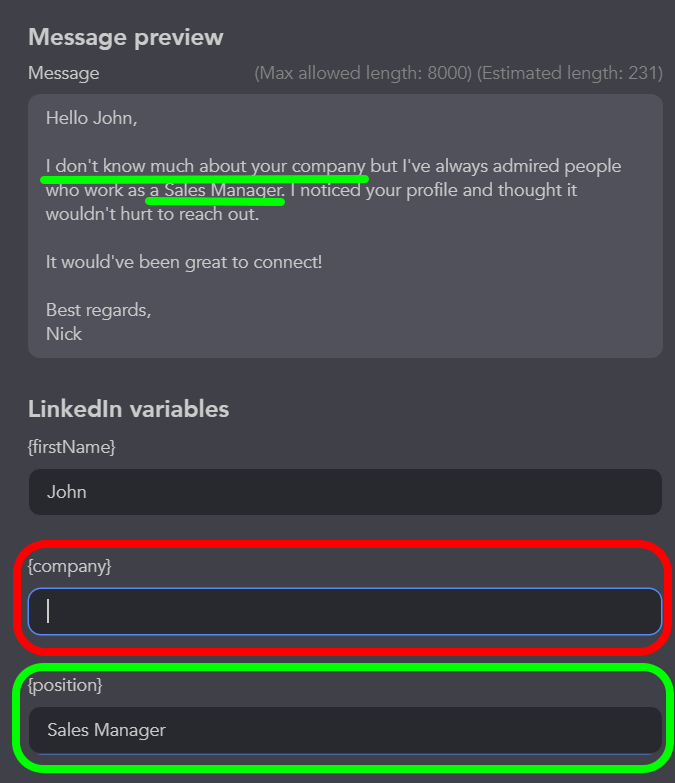 Message preview
Message (Max allowed length: 8000) (Estimated length: 231)
Hello John,
I don't know much about your company but I've always admired people
who work as a Sales Manager. I noticed your profile and thought it
wouldn't hurt to reach out.
It would've been great to connect!
Best regards,
Nick
LinkedIn variables
{firstName}
John
{company}
{position}
Sales Manager